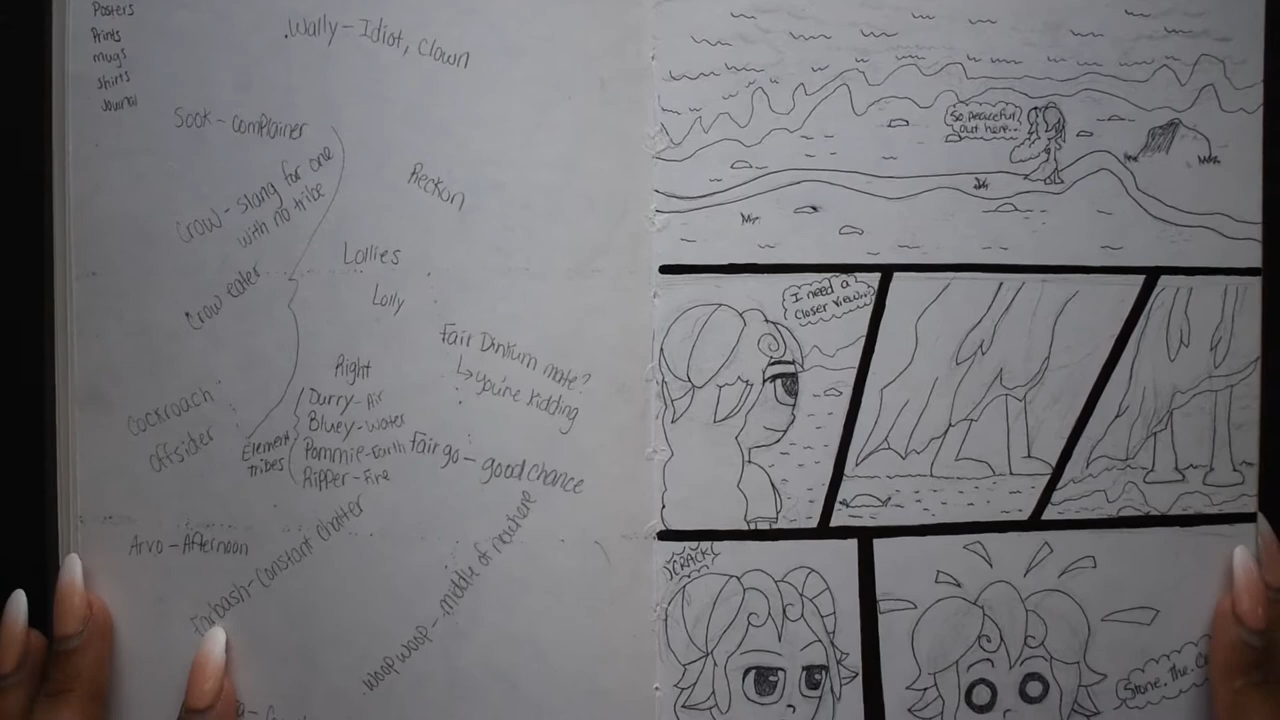 Posters
Prints
mugs
shirts
Journal
.Wally - Idiot, Clown
Sook - complainer
Crow - slang for one
with no tribe
Reckon
Crow eater
Lollies
Lolly
Fair Dinkum mate?
↳ you're kidding
Right
Cockroach
offsider
Element
tribes
Durry - Air
Bluey - Water
Pommie - Earth
Ripper - Fire
fair go - good chance
Arvo - Afternoon
Earbash - Constant chatter
.woop woop - middle of nowhere
So peaceful
out here...
I need a
closer view...
CRACK!
Stone. The.